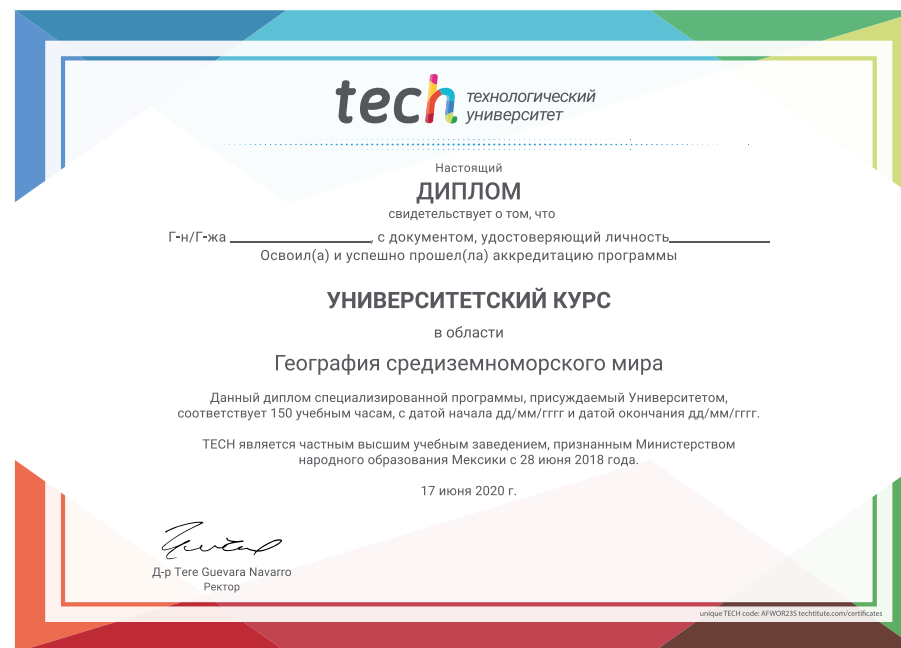 tech технологический
университет
Настоящий
ДИПЛОМ
свидетельствует о том, что
Г-н/Г-жа ____________________, с документом, удостоверяющий личность______________
Освоил(а) и успешно прошел(ла) аккредитацию программы
УНИВЕРСИТЕТСКИЙ КУРС
в области
География средиземноморского мира
Данный диплом специализированной программы, присуждаемый Университетом,
соответствует 150 учебным часам, с датой начала дд/мм/гггг и датой окончания дд/мм/гггг.
TECH является частным высшим учебным заведением, признанным Министерством
народного образования Мексики с 28 июня 2018 года.
17 июня 2020 г.
Д-р Tere Guevara Navarro
Ректор
unique TECH code: AFWOR23S techtitute.com/certificates